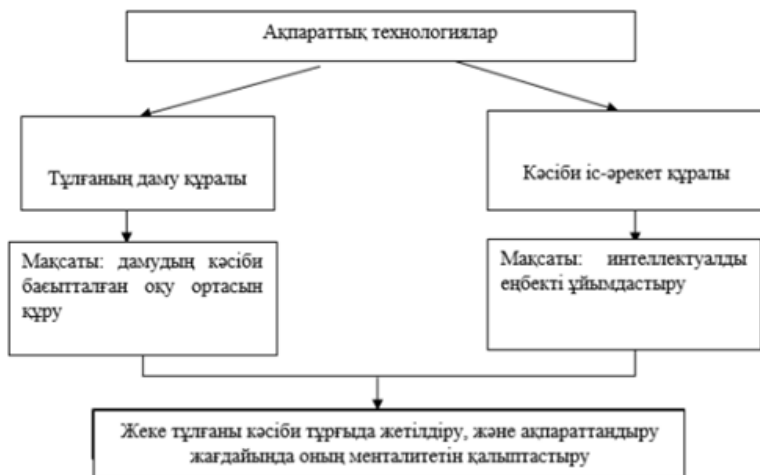 Ақпараттық технологиялар
Тұлғаның даму құралы
Кәсіби іс-әрекет құралы
Мақсаты: дамудың кәсіби
баєытталған оқу ортасын
құру
Мақсаты: интеллектуалды
еңбекті ұйымдастыру
Жеке тұлғаны кәсіби тұрғыда жетілдіру, және ақпараттандыру
жағдайында оның менталитетін қалыптастыру